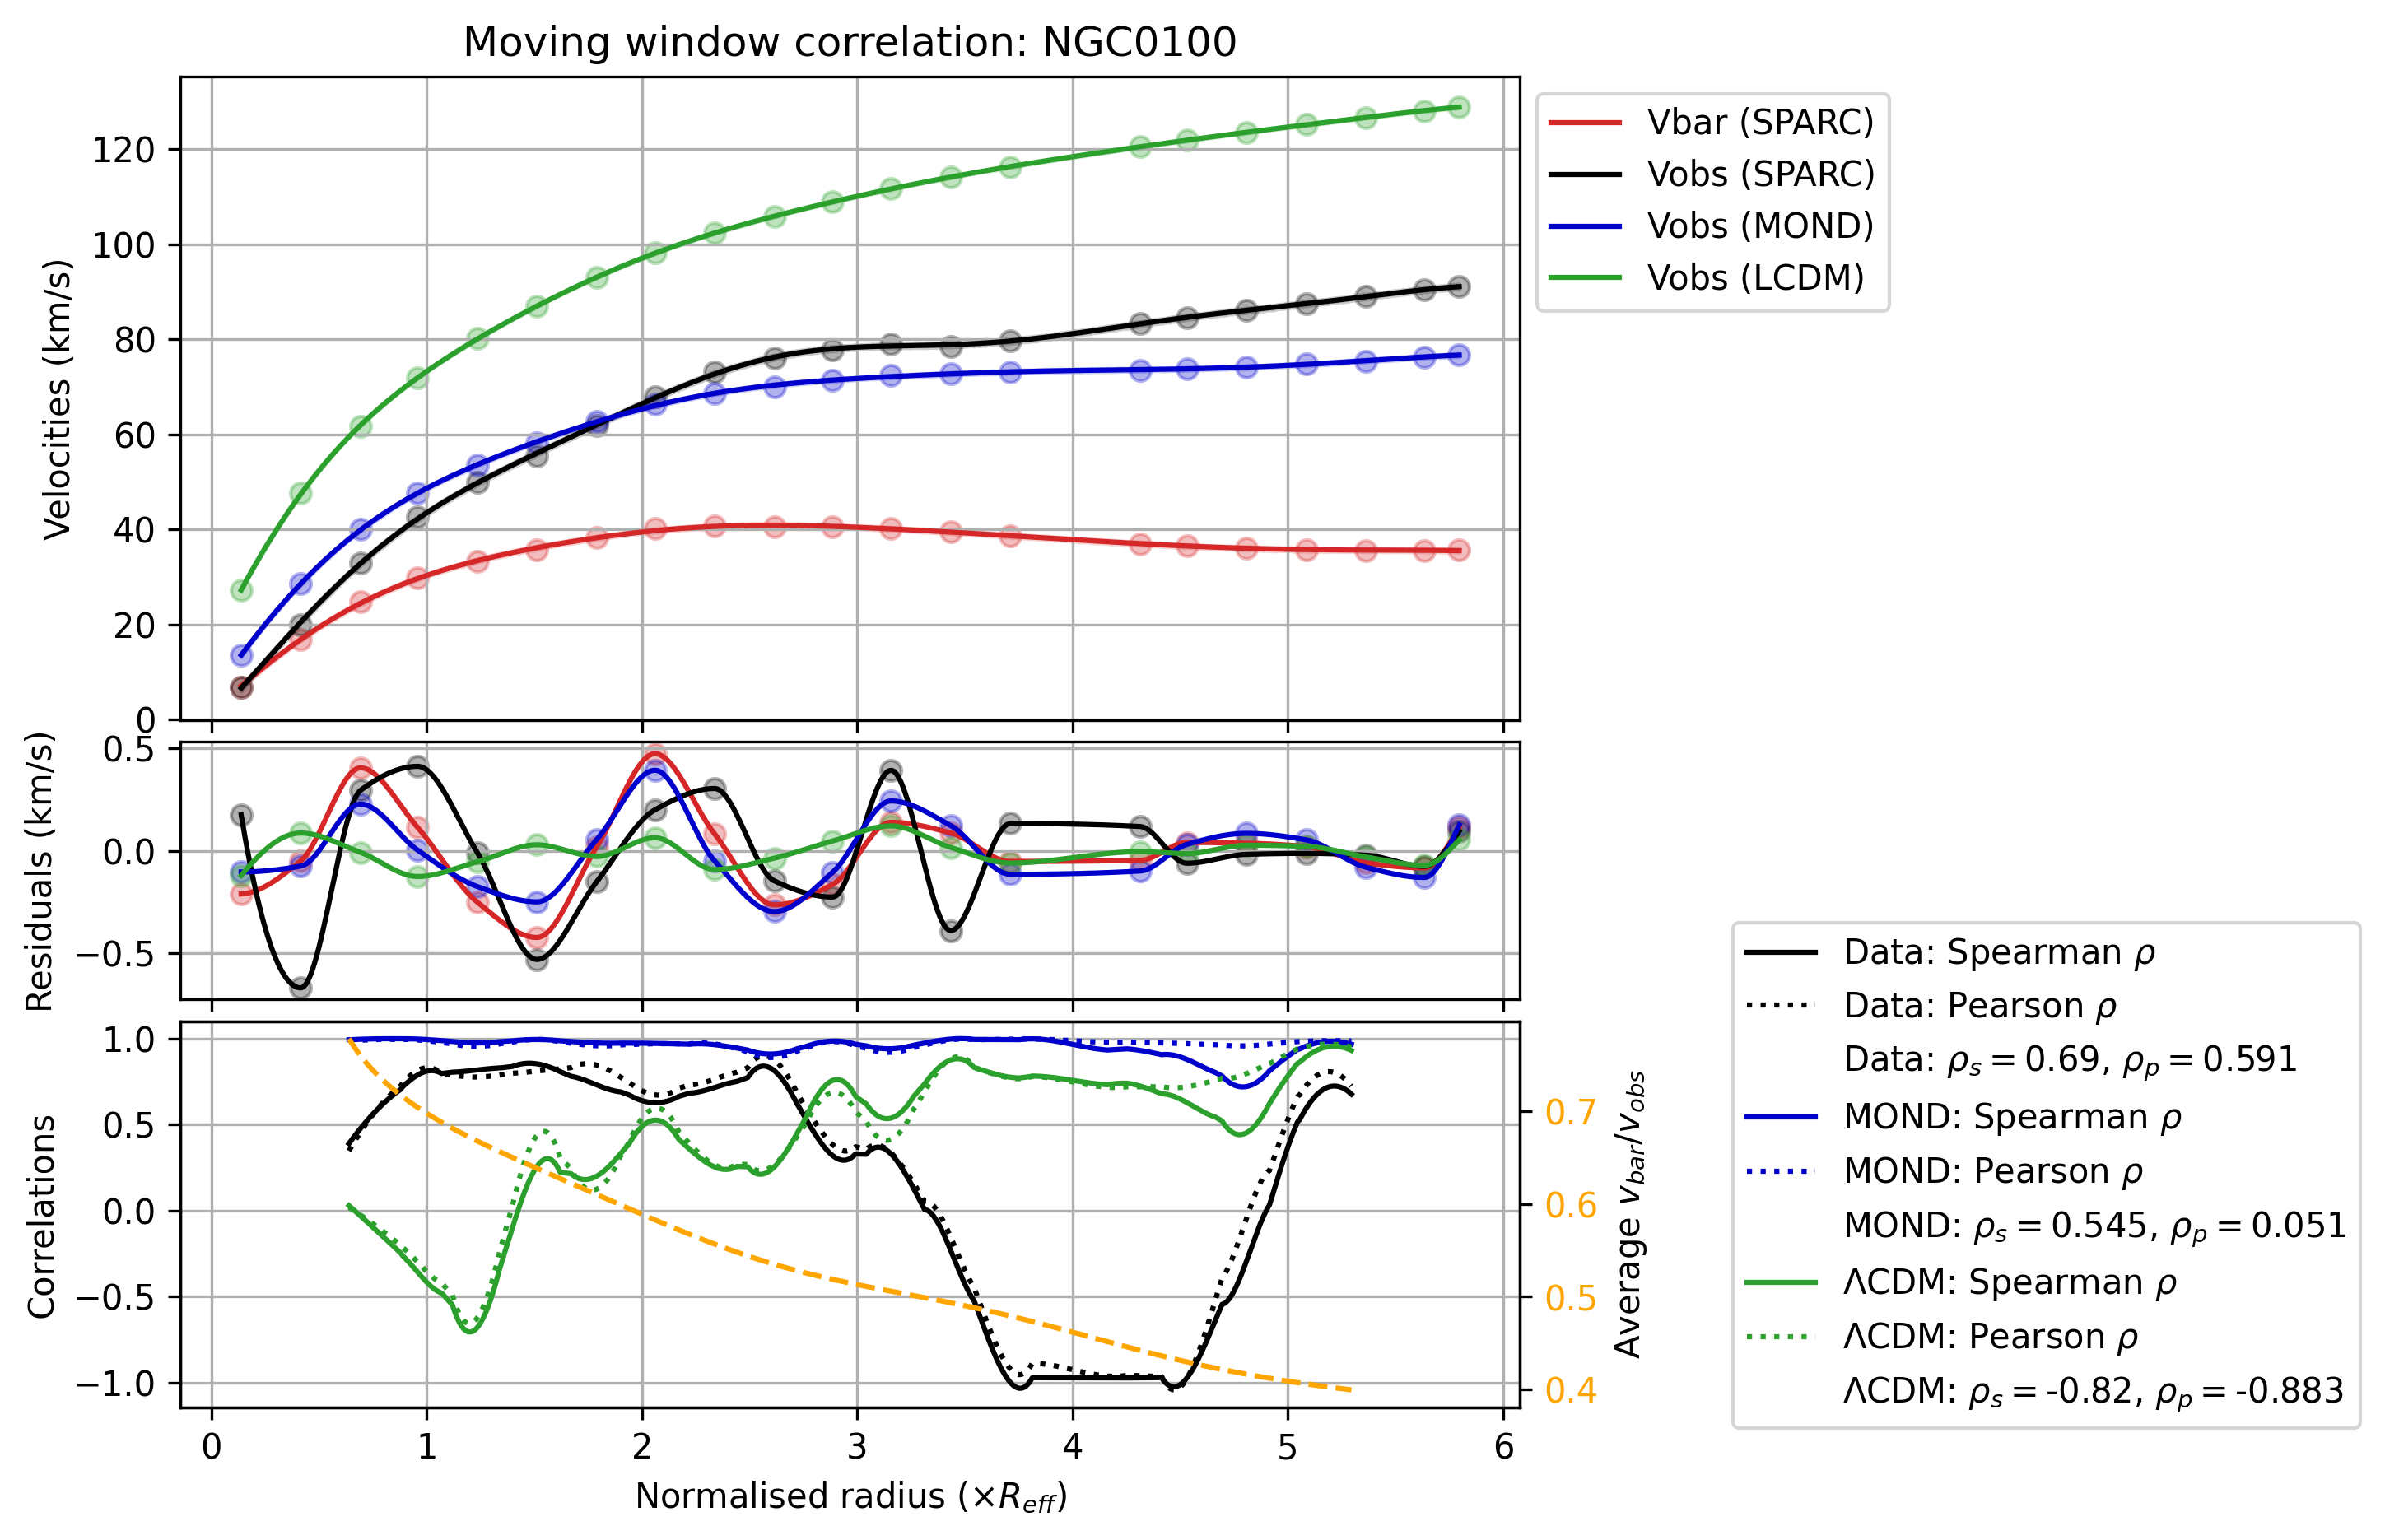 Moving window correlation: NGC0100
Velocities (km/s)
120
100
80
60
40
20
0
Vbar (SPARC)
Vobs (SPARC)
Vobs (MOND)
Vobs (LCDM)
Residuals (km/s)
0.5
0.0
−0.5
Correlations
1.0
0.5
0.0
−0.5
−1.0
0.7
0.6
0.5
0.4
Average v_bar/v_obs
0 1 2 3 4 5 6
Normalised radius (×R_eff)
Data: Spearman ρ
Data: Pearson ρ
Data: ρ_s = 0.69, ρ_p = 0.591
MOND: Spearman ρ
MOND: Pearson ρ
MOND: ρ_s = 0.545, ρ_p = 0.051
ΛCDM: Spearman ρ
ΛCDM: Pearson ρ
ΛCDM: ρ_s = -0.82, ρ_p = -0.883